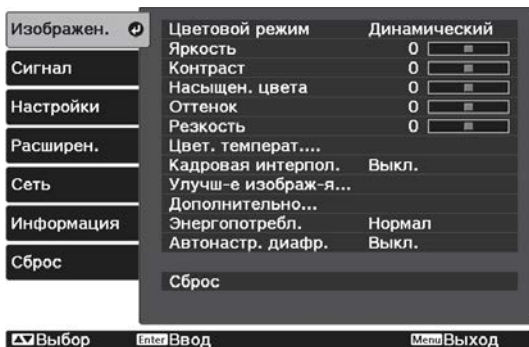 Изображен.
Сигнал
Настройки
Расширен.
Сеть
Информация
Сброс
Цветовой режим Динамический
Яркость 0
Контраст 0
Насыщен. цвета 0
Оттенок 0
Резкость 0
Цвет. температ....
Кадровая интерпол. Выкл.
Улучш-е изображ-я...
Дополнительно...
Энергопотребл. Нормал
Автонастр. диафр. Выкл.
Сброс
Выбор Enter Ввод Menu Выход